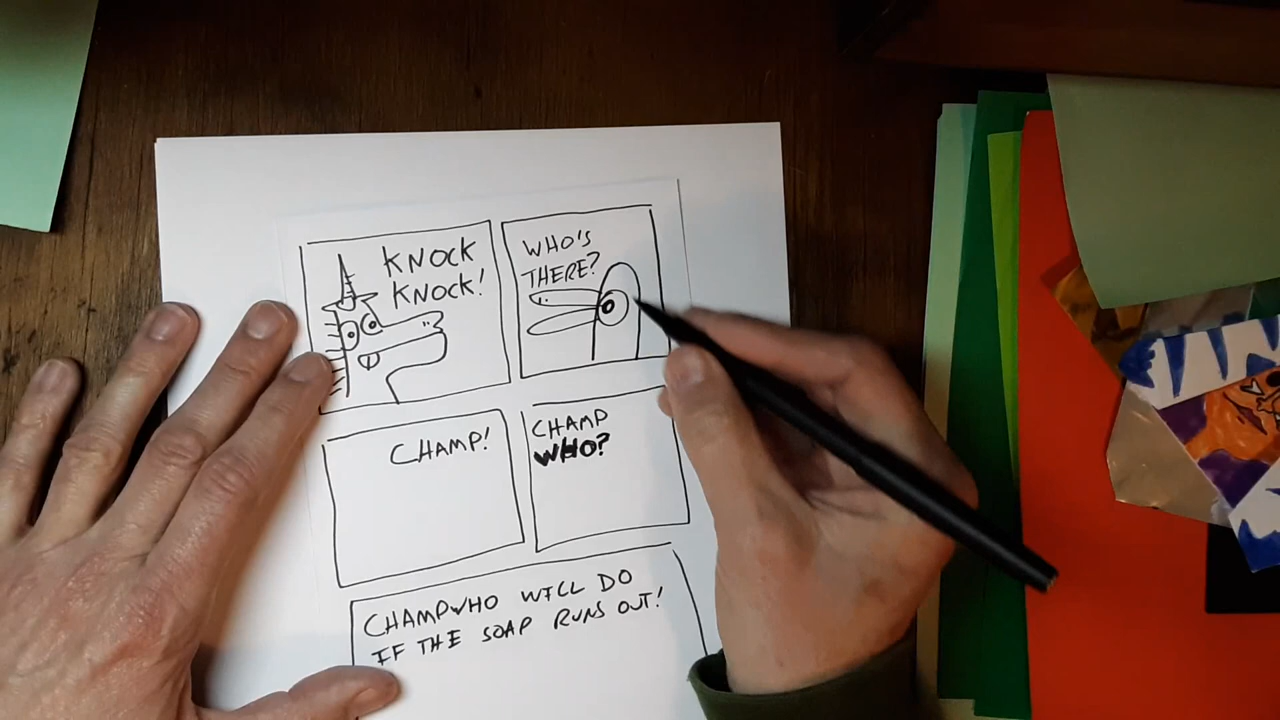 KNOCK
KNOCK!
WHO'S
THERE?
CHAMP!
CHAMP
WHO?
CHAMPWHO WILL DO
IF THE SOAP RUNS OUT!